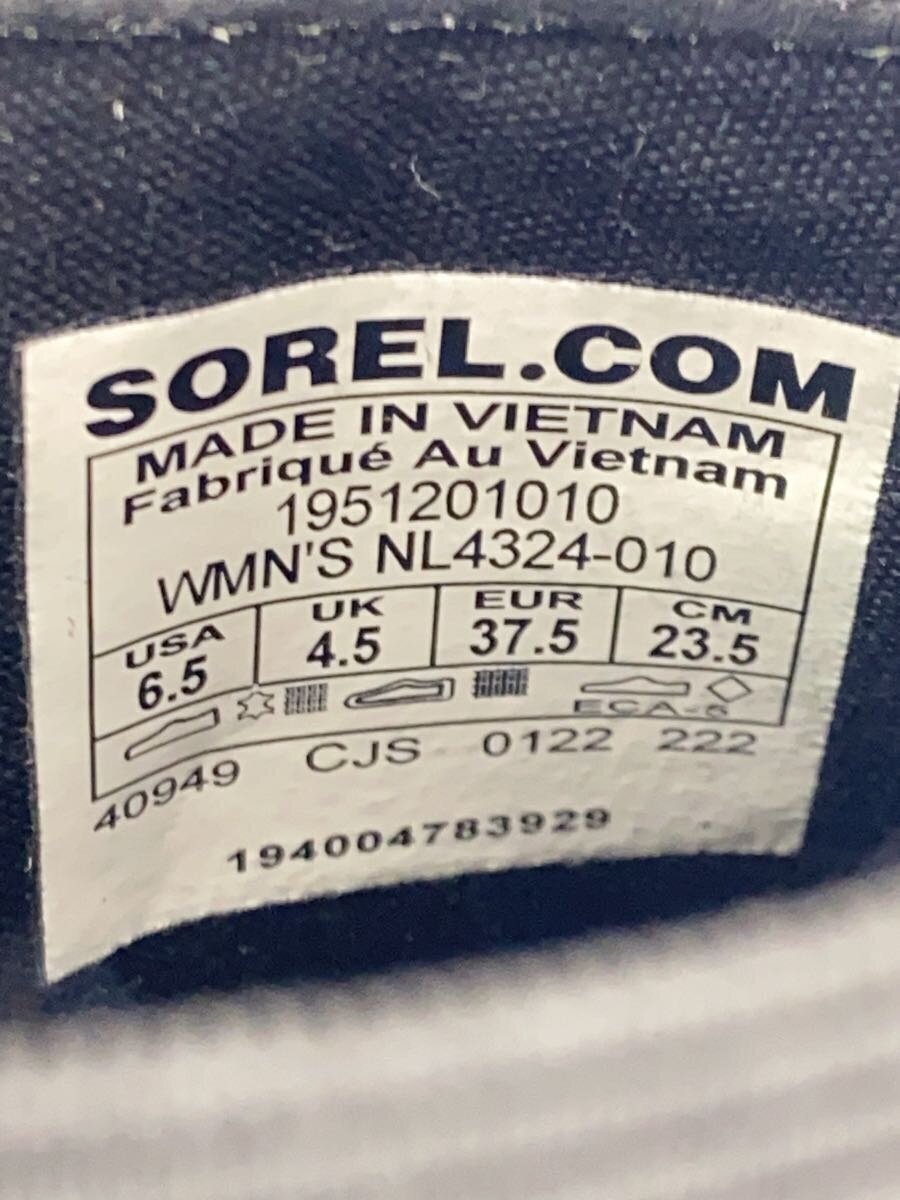 SOREL.COM
MADE IN VIETNAM
Fabriqué Au Vietnam
1951201010
WMN'S NL4324-010
USA UK EUR CM
6.5 4.5 37.5 23.5
40949 CJS 0122 222
194004783929